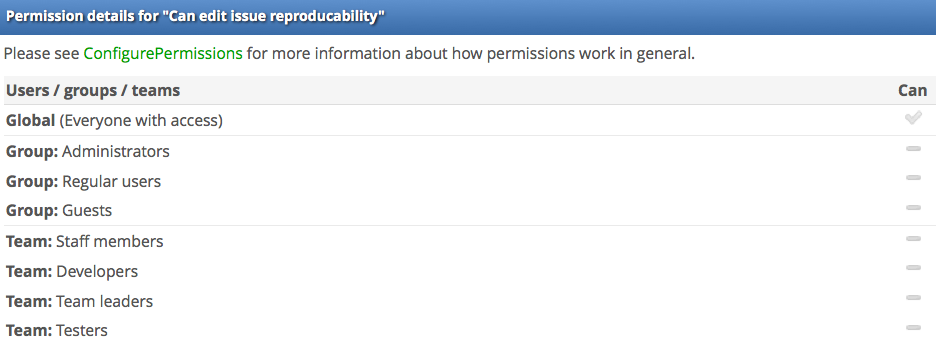 Permission details for "Can edit issue reproducability"
Please see ConfigurePermissions for more information about how permissions work in general.
Users / groups / teams Can
Global (Everyone with access)
Group: Administrators
Group: Regular users
Group: Guests
Team: Staff members
Team: Developers
Team: Team leaders
Team: Testers